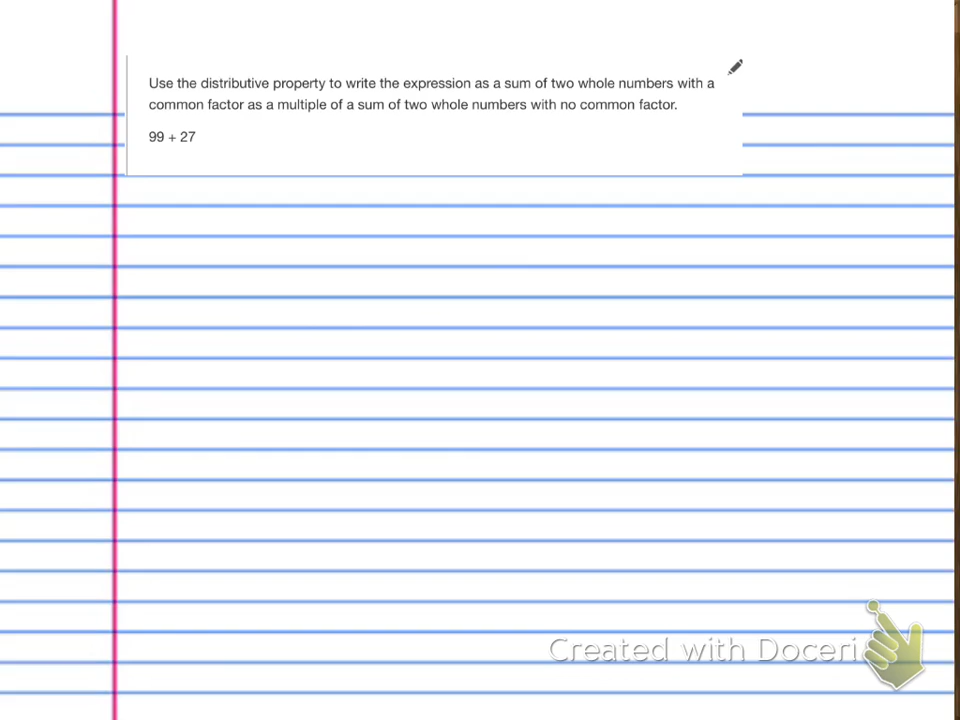 Use the distributive property to write the expression as a sum of two whole numbers with a
common factor as a multiple of a sum of two whole numbers with no common factor.
99 + 27
Created with Doceri